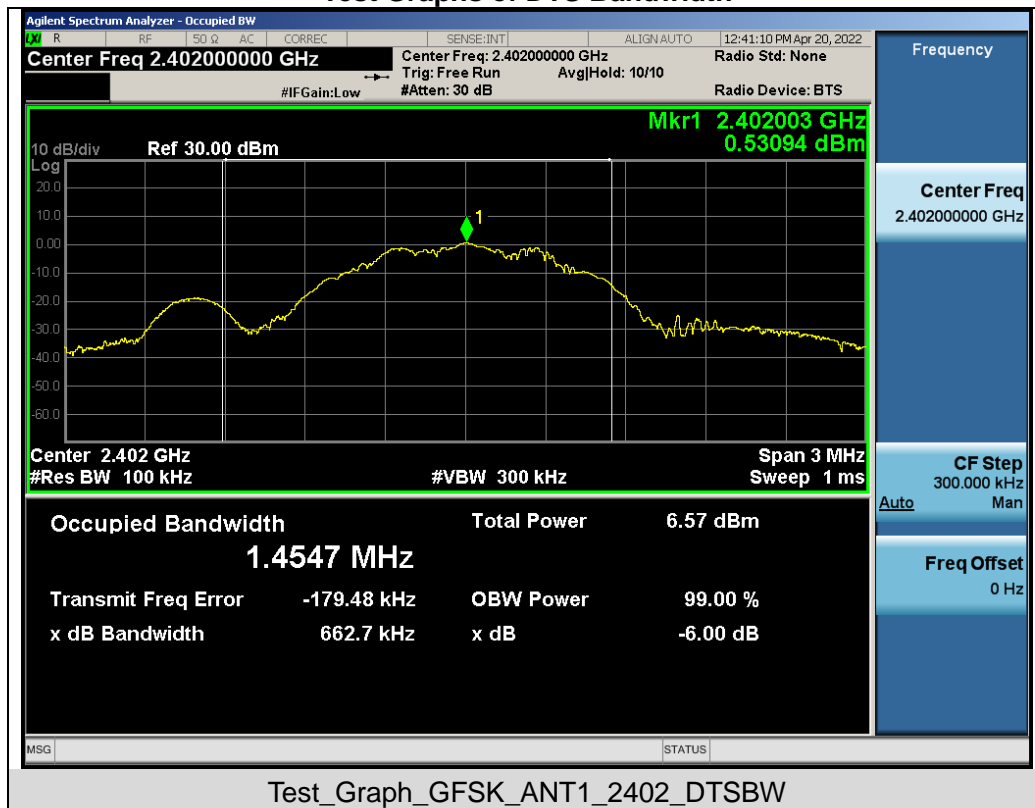 Test Graphs of DTS Bandwidth
Agilent Spectrum Analyzer - Occupied BW
LXI R RF 50 Ω AC CORREC SENSE:INT ALIGN AUTO 12:41:10 PM Apr 20, 2022
Center Freq 2.402000000 GHz
Center Freq: 2.402000000 GHz Radio Std: None
Trig: Free Run Avg|Hold: 10/10
#IFGain:Low #Atten: 30 dB Radio Device: BTS
Frequency
Mkr1 2.402003 GHz
0.53094 dBm
10 dB/div Ref 30.00 dBm
Log
20.0
10.0
0.00
-10.0
-20.0
-30.0
-40.0
-50.0
-60.0
1
Center 2.402 GHz Span 3 MHz
#Res BW 100 kHz #VBW 300 kHz Sweep 1 ms
Center Freq
2.402000000 GHz
CF Step
300.000 kHz
Auto Man
Freq Offset
0 Hz
Occupied Bandwidth Total Power 6.57 dBm
1.4547 MHz
Transmit Freq Error -179.48 kHz OBW Power 99.00 %
x dB Bandwidth 662.7 kHz x dB -6.00 dB
MSG STATUS
Test_Graph_GFSK_ANT1_2402_DTSBW